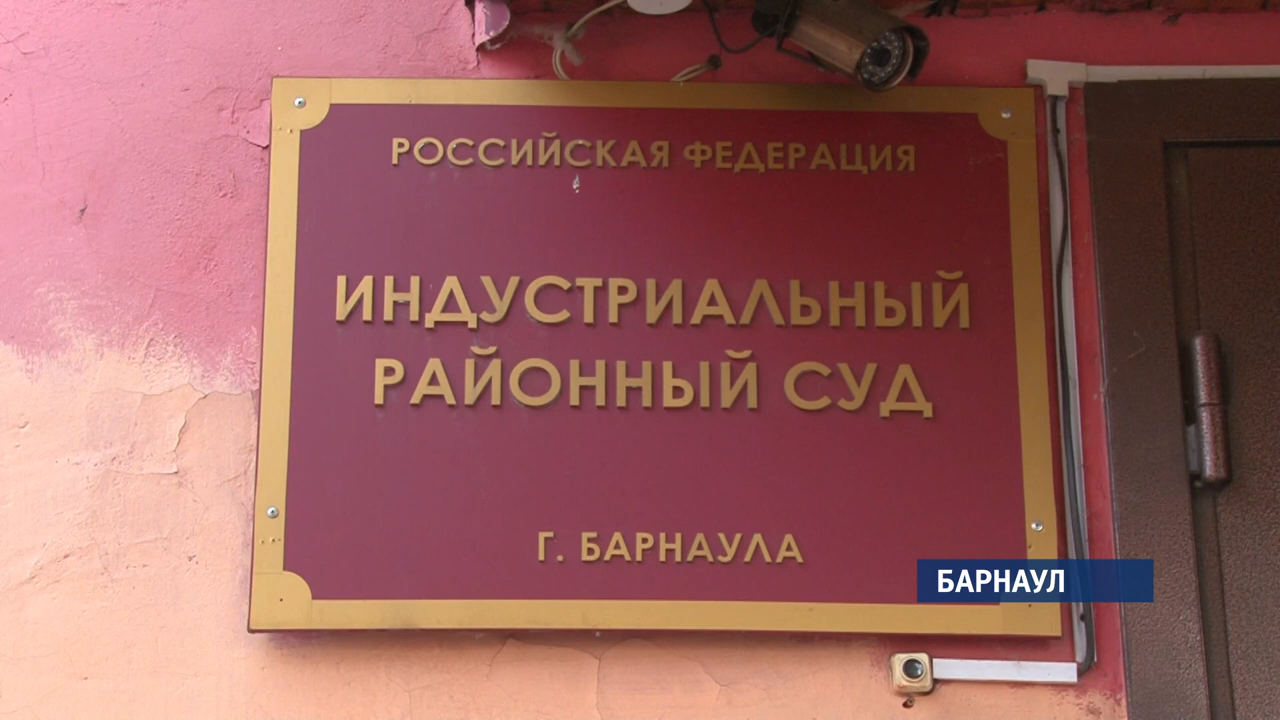 РОССИЙСКАЯ ФЕДЕРАЦИЯ
ИНДУСТРИАЛЬНЫЙ
РАЙОННЫЙ СУД
Г. БАРНАУЛА
БАРНАУЛ